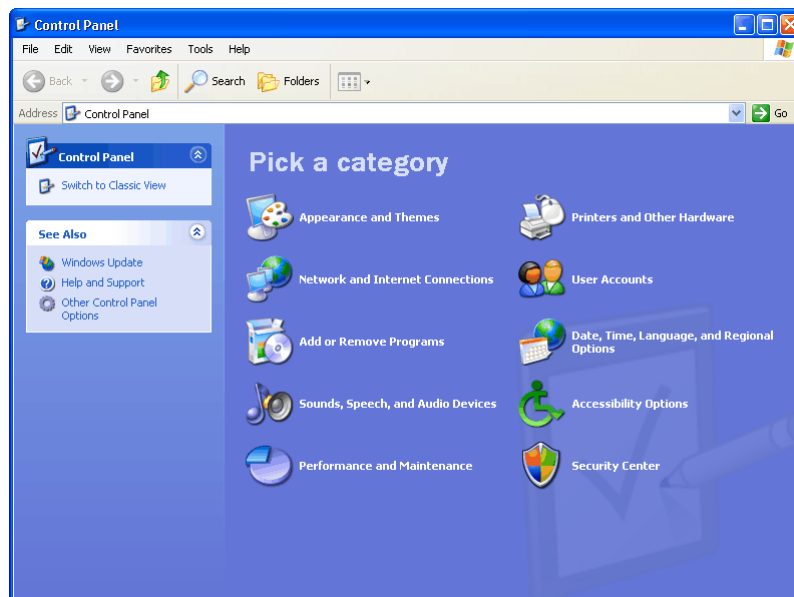 Control Panel
File Edit View Favorites Tools Help
Back Search Folders
Address Control Panel Go
Control Panel
Switch to Classic View
See Also
Windows Update
Help and Support
Other Control Panel
Options
Pick a category
Appearance and Themes
Printers and Other Hardware
Network and Internet Connections
User Accounts
Add or Remove Programs
Date, Time, Language, and Regional
Options
Sounds, Speech, and Audio Devices
Accessibility Options
Performance and Maintenance
Security Center